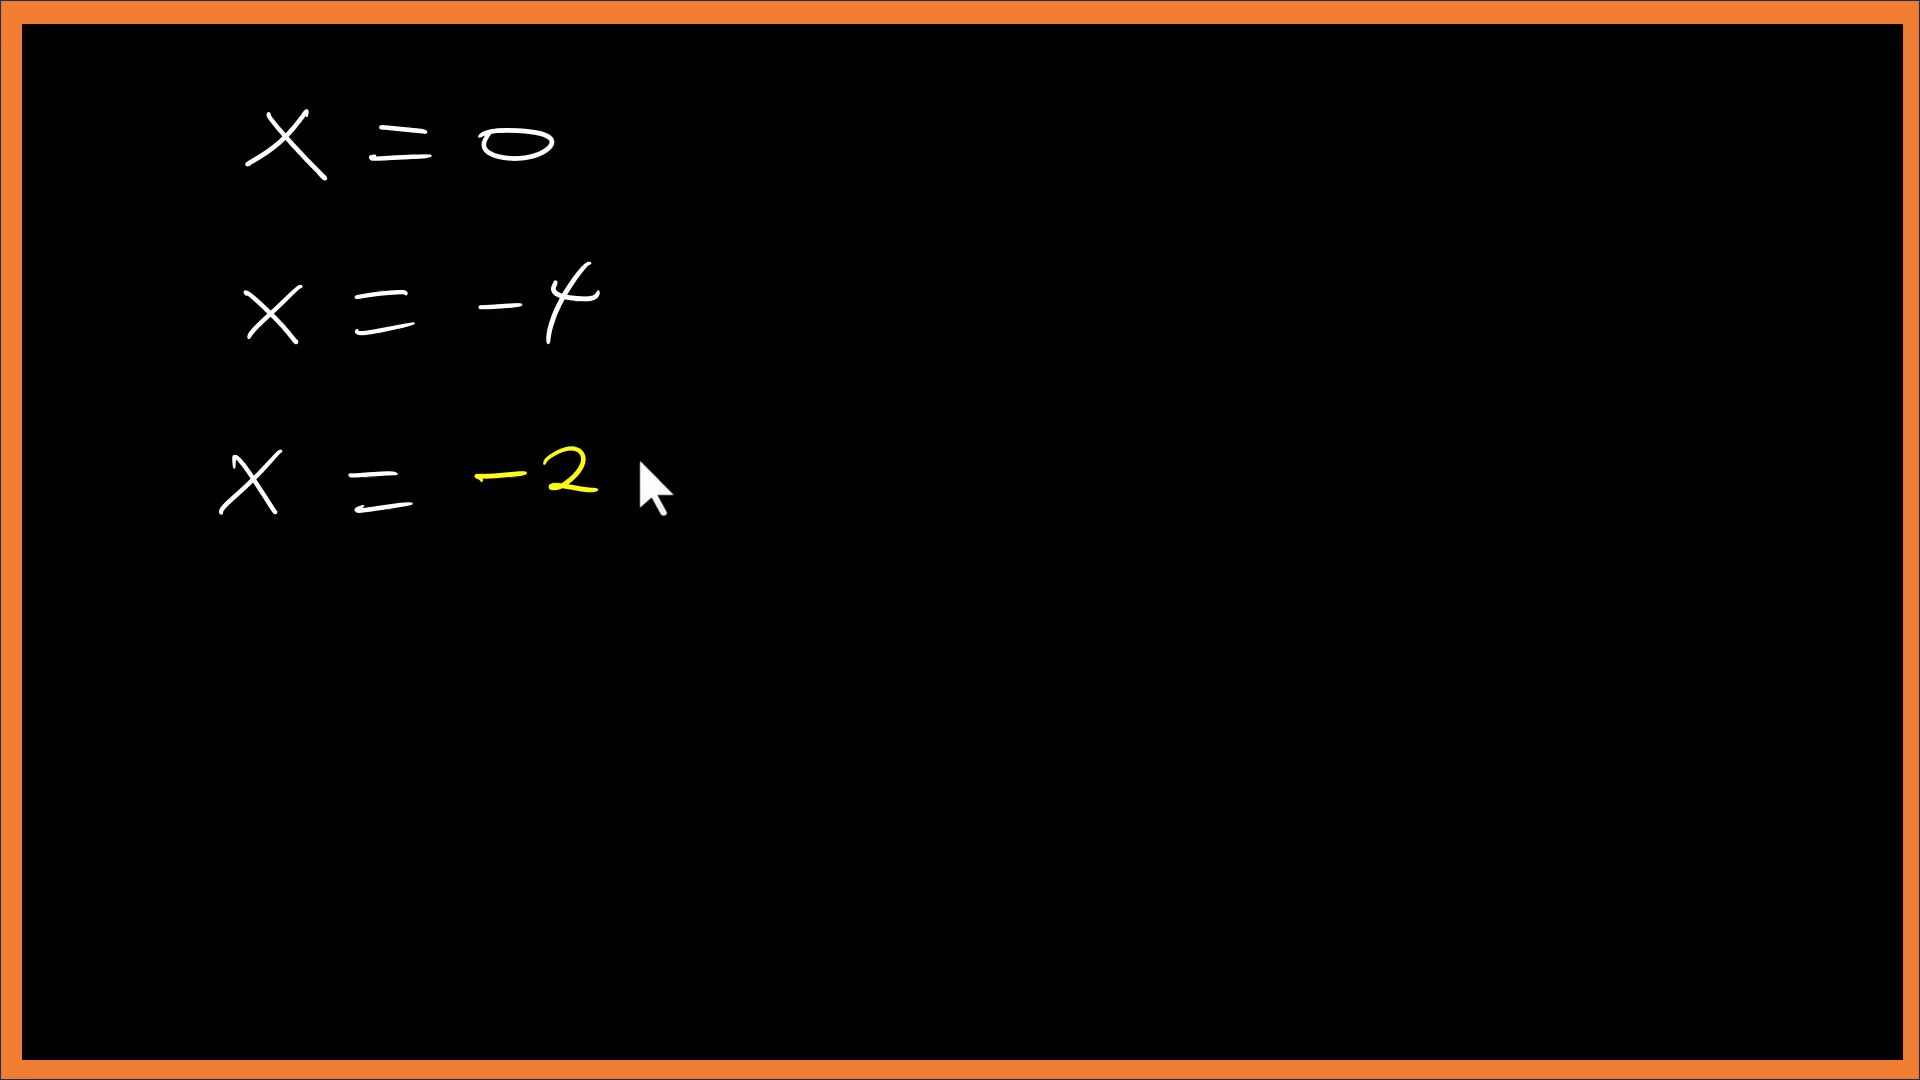 x = 0
x = -4
x = -2